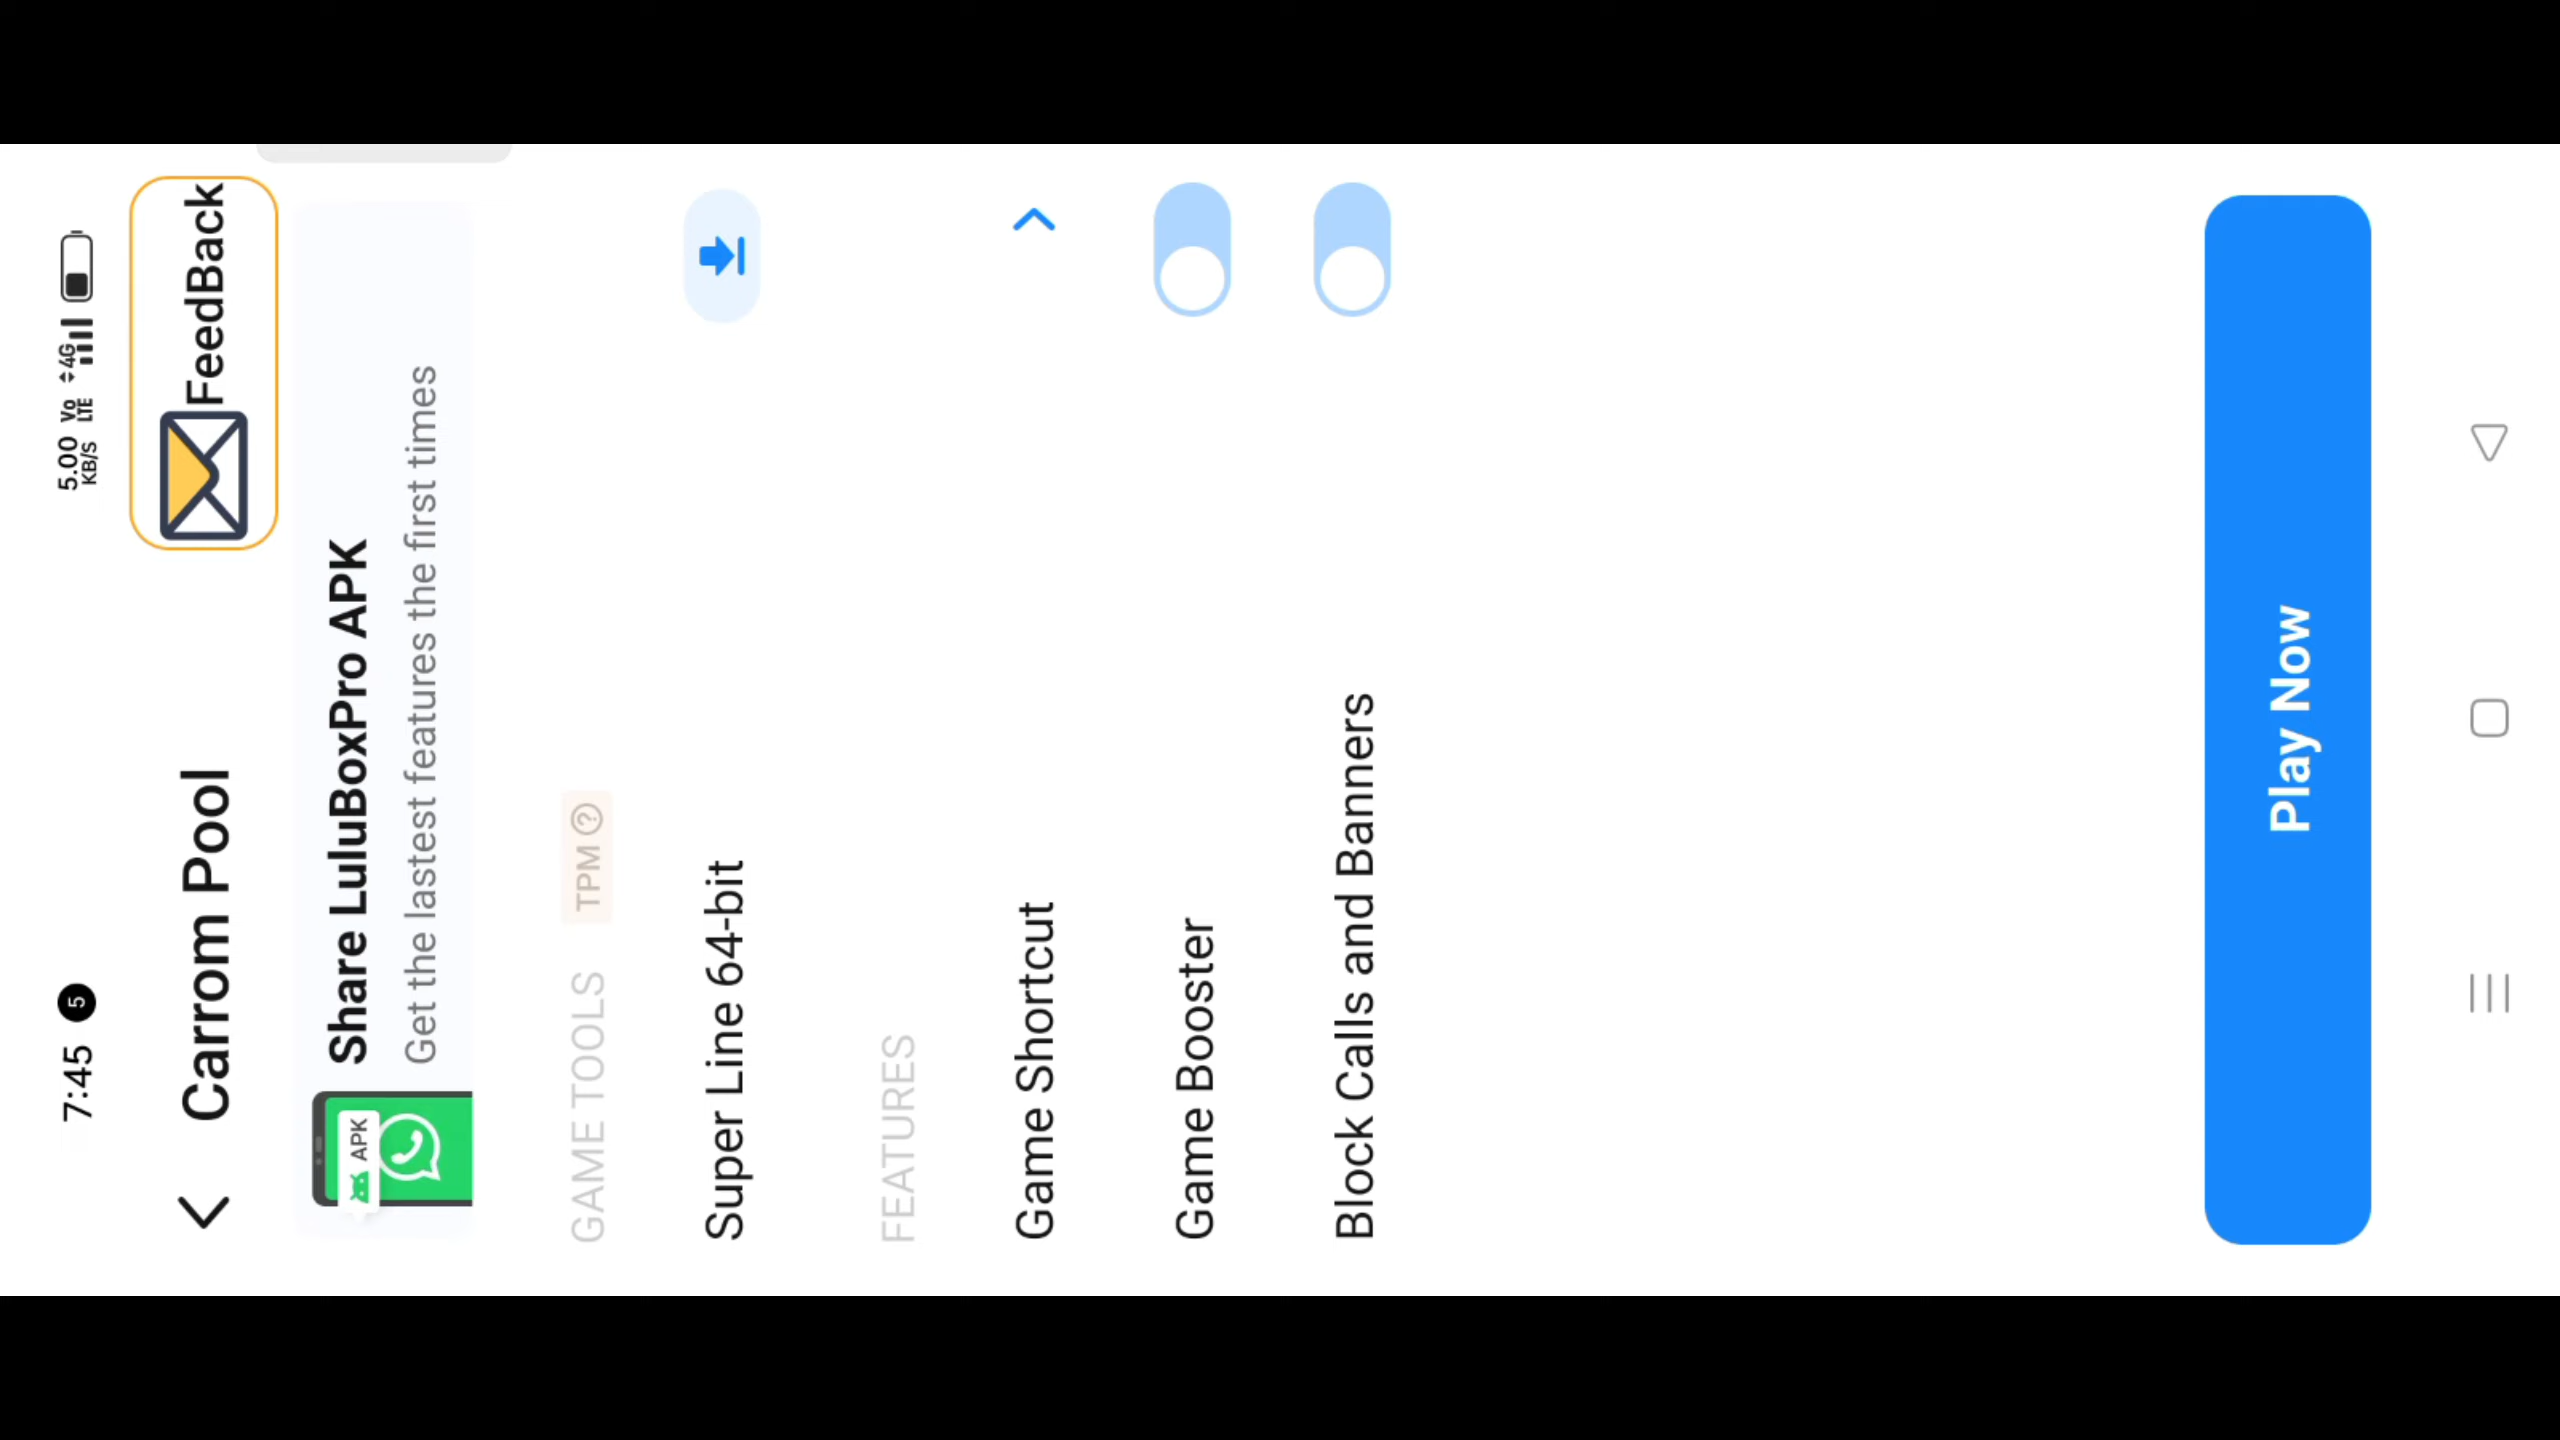 7:45 5 5.00 KB/S Vo LTE 4G
Carrom Pool
FeedBack
APK
Share LuluBoxPro APK
Get the lastest features the first times
GAME TOOLS TPM ?
Super Line 64-bit
FEATURES
Game Shortcut
Game Booster
Block Calls and Banners
Play Now